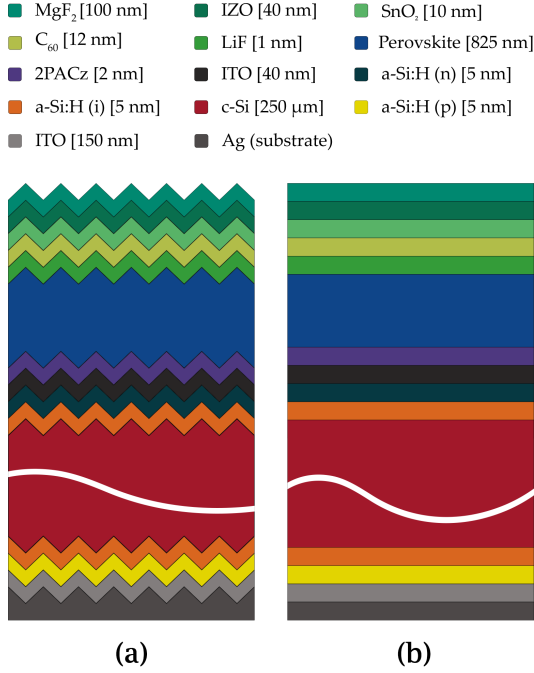 MgF₂ [100 nm] IZO [40 nm] SnO₂ [10 nm]
C₆₀ [12 nm] LiF [1 nm] Perovskite [825 nm]
2PACz [2 nm] ITO [40 nm] a-Si:H (n) [5 nm]
a-Si:H (i) [5 nm] c-Si [250 μm] a-Si:H (p) [5 nm]
ITO [150 nm] Ag (substrate)
(a) (b)